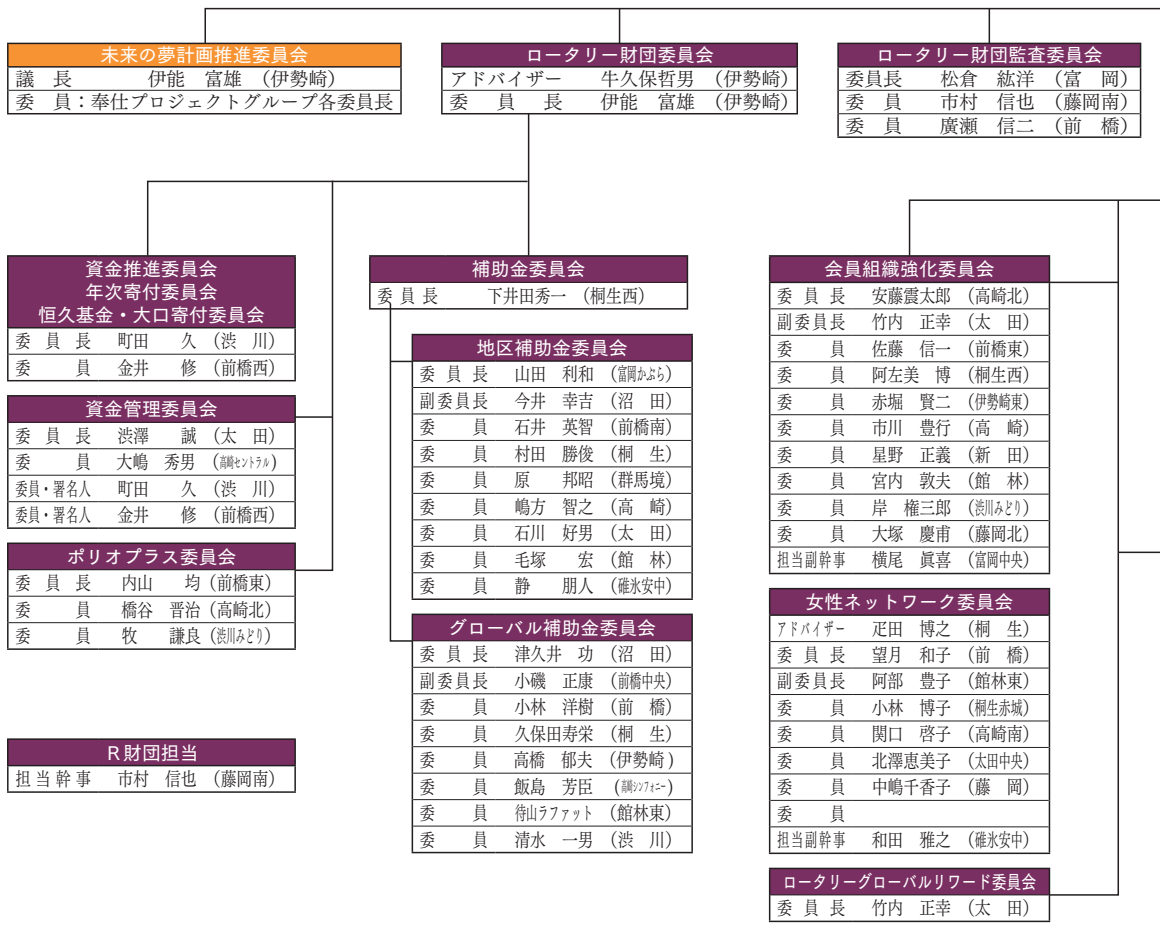 未来の夢計画推進委員会
議　長　伊能　富雄　（伊勢崎）
委　員：奉仕プロジェクトグループ各委員長
ロータリー財団委員会
アドバイザー　牛久保哲男　（伊勢崎）
委　員　長　伊能　富雄　（伊勢崎）
ロータリー財団監査委員会
委員長　松倉　紘洋　（富　岡）
委　員　市村　信也　（藤岡南）
委　員　廣瀬　信二　（前　橋）
資金推進委員会
年次寄付委員会
恒久基金・大口寄付委員会
委　員　長　町田　久　（渋　川）
委　員　金井　修　（前橋西）
資金管理委員会
委　員　長　渋澤　誠　（太　田）
委　員　大嶋　秀男　（高崎セントラル）
委員・署名人　町田　久　（渋　川）
委員・署名人　金井　修　（前橋西）
ポリオプラス委員会
委　員　長　内山　均　（前橋東）
委　員　橋谷　晋治　（高崎北）
委　員　牧　謙良　（渋川みどり）
R財団担当
担当幹事　市村　信也　（藤岡南）
補助金委員会
委員長　下井田秀一　（桐生西）
地区補助金委員会
委　員　長　山田　利和　（富岡かぶら）
副委員長　今井　幸吉　（沼　田）
委　員　石井　英智　（前橋南）
委　員　村田　勝俊　（桐　生）
委　員　原　邦昭　（群馬境）
委　員　嶋方　智之　（高　崎）
委　員　石川　好男　（太　田）
委　員　毛塚　宏　（館　林）
委　員　静　朋人　（碓氷安中）
グローバル補助金委員会
委　員　長　津久井　功　（沼　田）
副委員長　小磯　正康　（前橋中央）
委　員　小林　洋樹　（前　橋）
委　員　久保田寿栄　（桐　生）
委　員　高橋　郁夫　（伊勢崎）
委　員　飯島　芳臣　（高崎シンフォニー）
委　員　待山ラファット　（館林東）
委　員　清水　一男　（渋　川）
会員組織強化委員会
委　員　長　安藤震太郎　（高崎北）
副委員長　竹内　正幸　（太　田）
委　員　佐藤　信一　（前橋東）
委　員　阿左美　博　（桐生西）
委　員　赤堀　賢二　（伊勢崎東）
委　員　市川　豊行　（高　崎）
委　員　星野　正義　（新　田）
委　員　宮内　敦夫　（館　林）
委　員　岸　権三郎　（渋川みどり）
委　員　大塚　慶甫　（藤岡北）
担当副幹事　横尾　眞喜　（富岡中央）
女性ネットワーク委員会
アドバイザー　疋田　博之　（桐　生）
委　員　長　望月　和子　（前　橋）
副委員長　阿部　豊子　（館林東）
委　員　小林　博子　（桐生赤城）
委　員　関口　啓子　（高崎南）
委　員　北澤恵美子　（太田中央）
委　員　中嶋千香子　（藤　岡）
委　員
担当副幹事　和田　雅之　（碓氷安中）
ロータリーグローバルリワード委員会
委　員　長　竹内　正幸　（太　田）